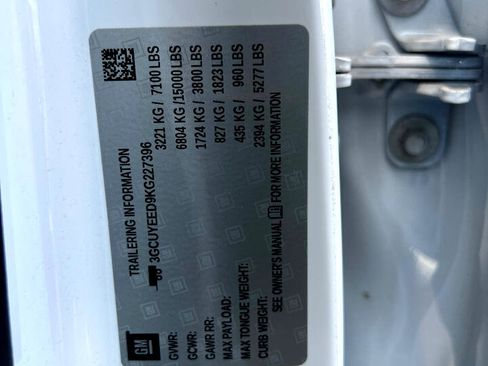 TRAILERING INFORMATION
3GCUYEED9KG227396
GM
GVWR: 3221 KG / 7100 LBS
GCWR: 6804 KG /15000 LBS
GAWR RR: 1724 KG / 3800 LBS
MAX PAYLOAD: 827 KG / 1823 LBS
MAX TONGUE WEIGHT: 435 KG / 960 LBS
CURB WEIGHT: 2394 KG / 5277 LBS
SEE OWNER'S MANUAL FOR MORE INFORMATION